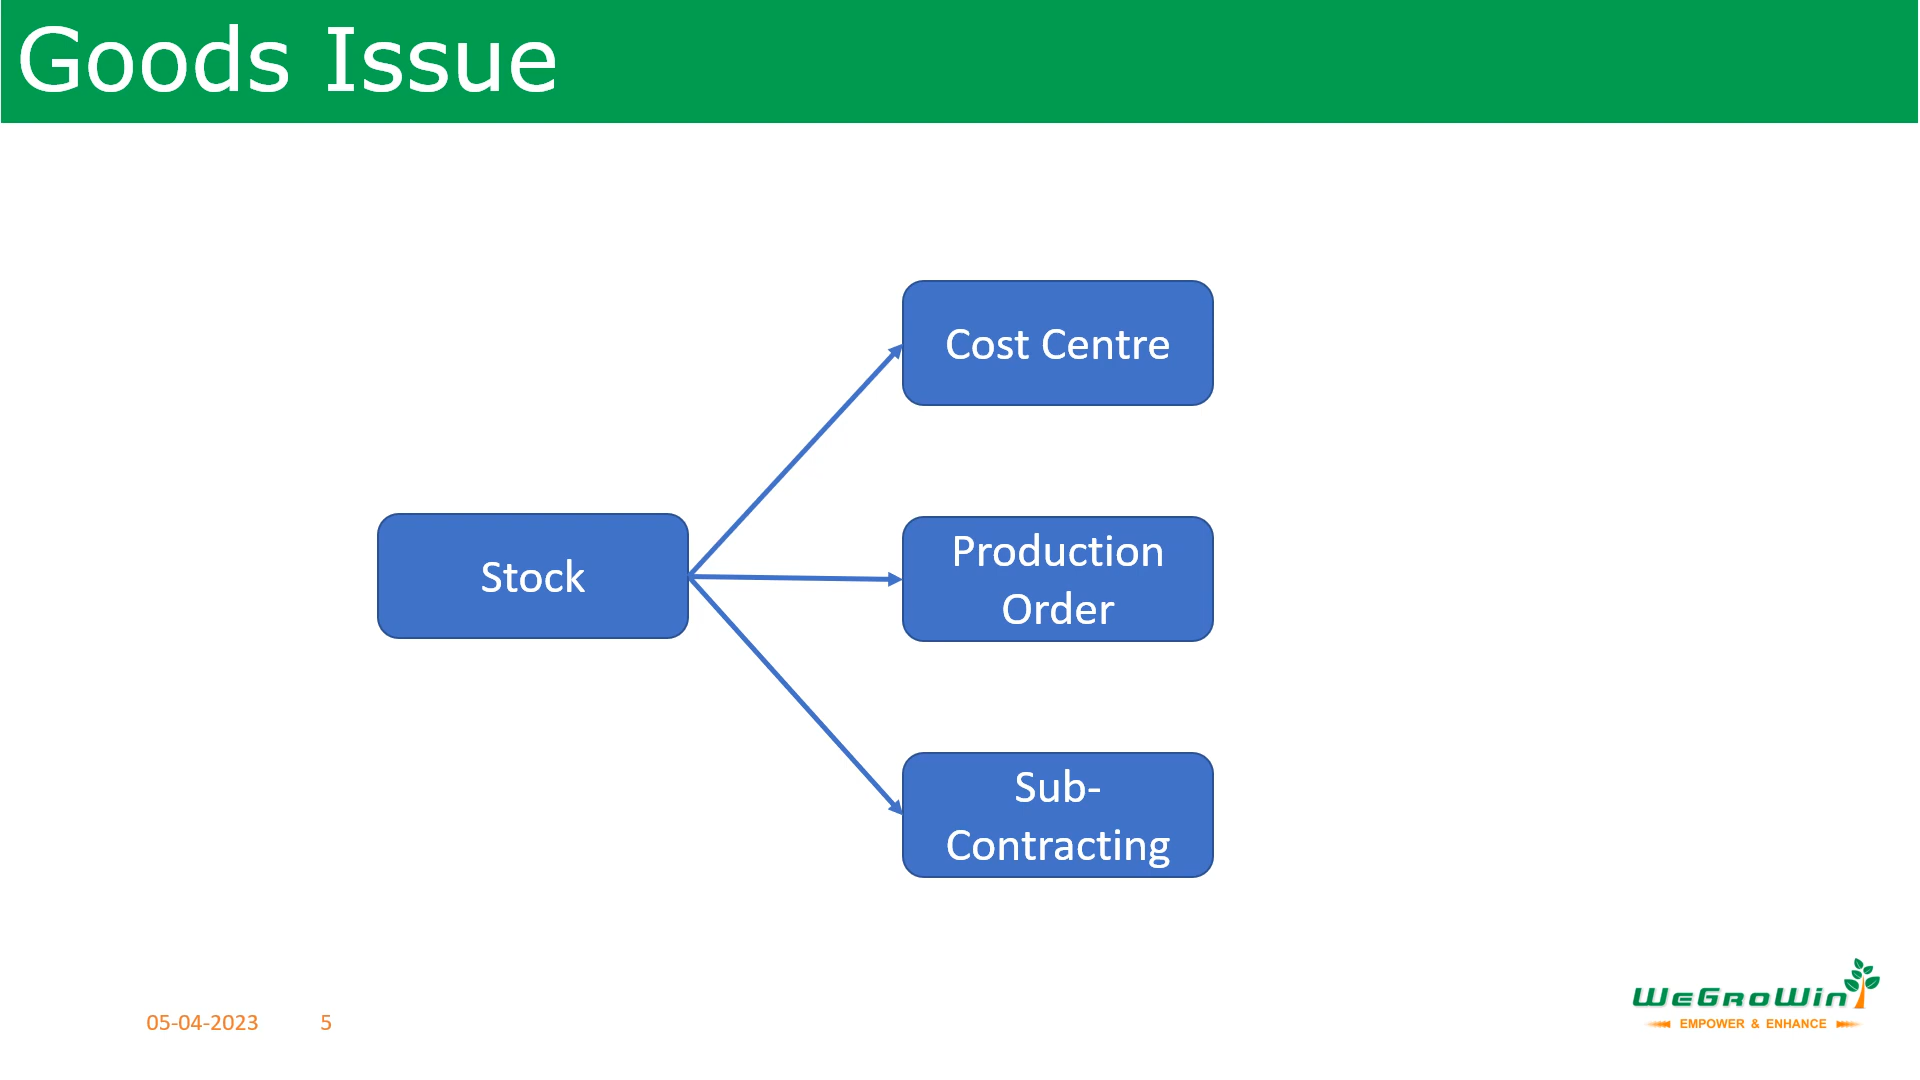 Goods Issue
Cost Centre
Stock
Production
Order
Sub-
Contracting
05-04-2023
5
WeGroWin
EMPOWER & ENHANCE